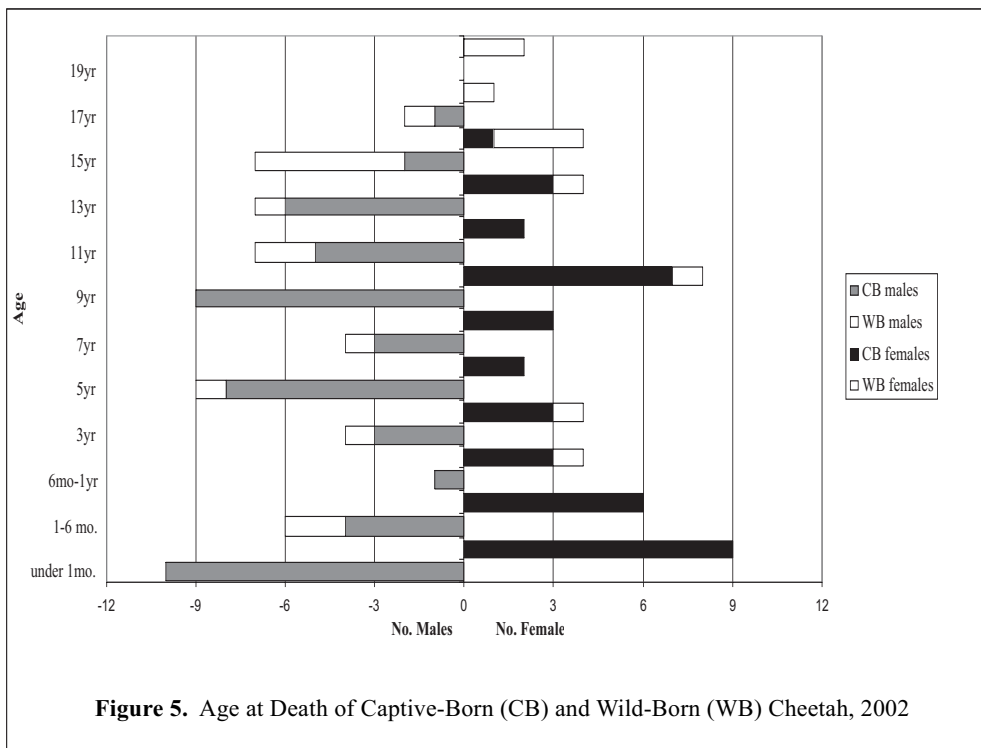 19yr
17yr
15yr
13yr
11yr
9yr
7yr
5yr
3yr
6mo-1yr
1-6 mo.
under 1mo.
Age
-12 -9 -6 -3 0 3 6 9 12
No. Males No. Female
CB males
WB males
CB females
WB females
Figure 5. Age at Death of Captive-Born (CB) and Wild-Born (WB) Cheetah, 2002